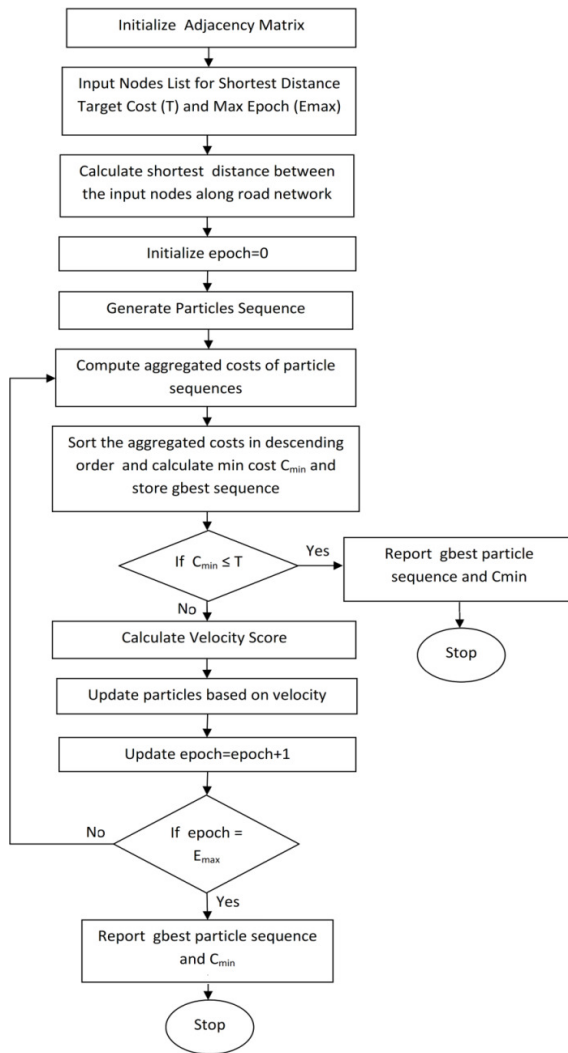 Initialize Adjacency Matrix
Input Nodes List for Shortest Distance
Target Cost (T) and Max Epoch (Emax)
Calculate shortest distance between
the input nodes along road network
Initialize epoch=0
Generate Particles Sequence
Compute aggregated costs of particle
sequences
Sort the aggregated costs in descending
order and calculate min cost Cmin and
store gbest sequence
If Cmin ≤ T
Yes
Report gbest particle
sequence and Cmin
Stop
No
Calculate Velocity Score
Update particles based on velocity
Update epoch=epoch+1
If epoch =
Emax
No
Yes
Report gbest particle sequence
and Cmin
Stop